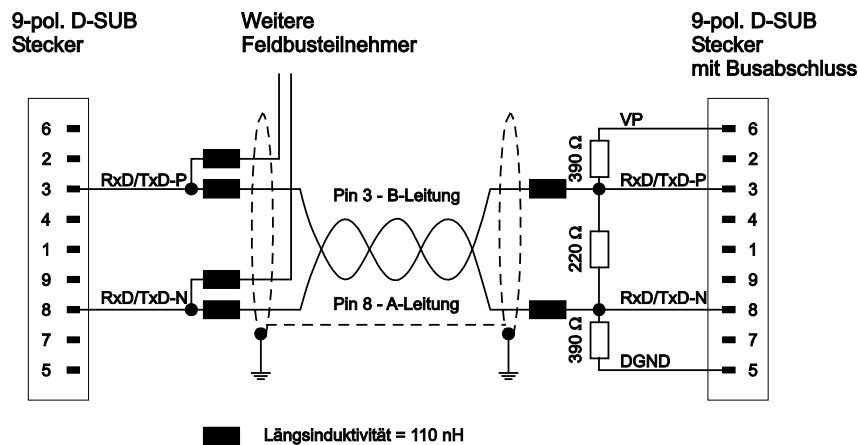 9-pol. D-SUB
Stecker
Weitere
Feldbusteilnehmer
9-pol. D-SUB
Stecker
mit Busabschluss
6
2
3
4
1
9
8
7
5
RxD/TxD-P
RxD/TxD-N
Pin 3 - B-Leitung
Pin 8 - A-Leitung
390 Ω
220 Ω
390 Ω
VP
RxD/TxD-P
RxD/TxD-N
DGND
6
2
3
4
1
9
8
7
5
Längsinduktivität = 110 nH